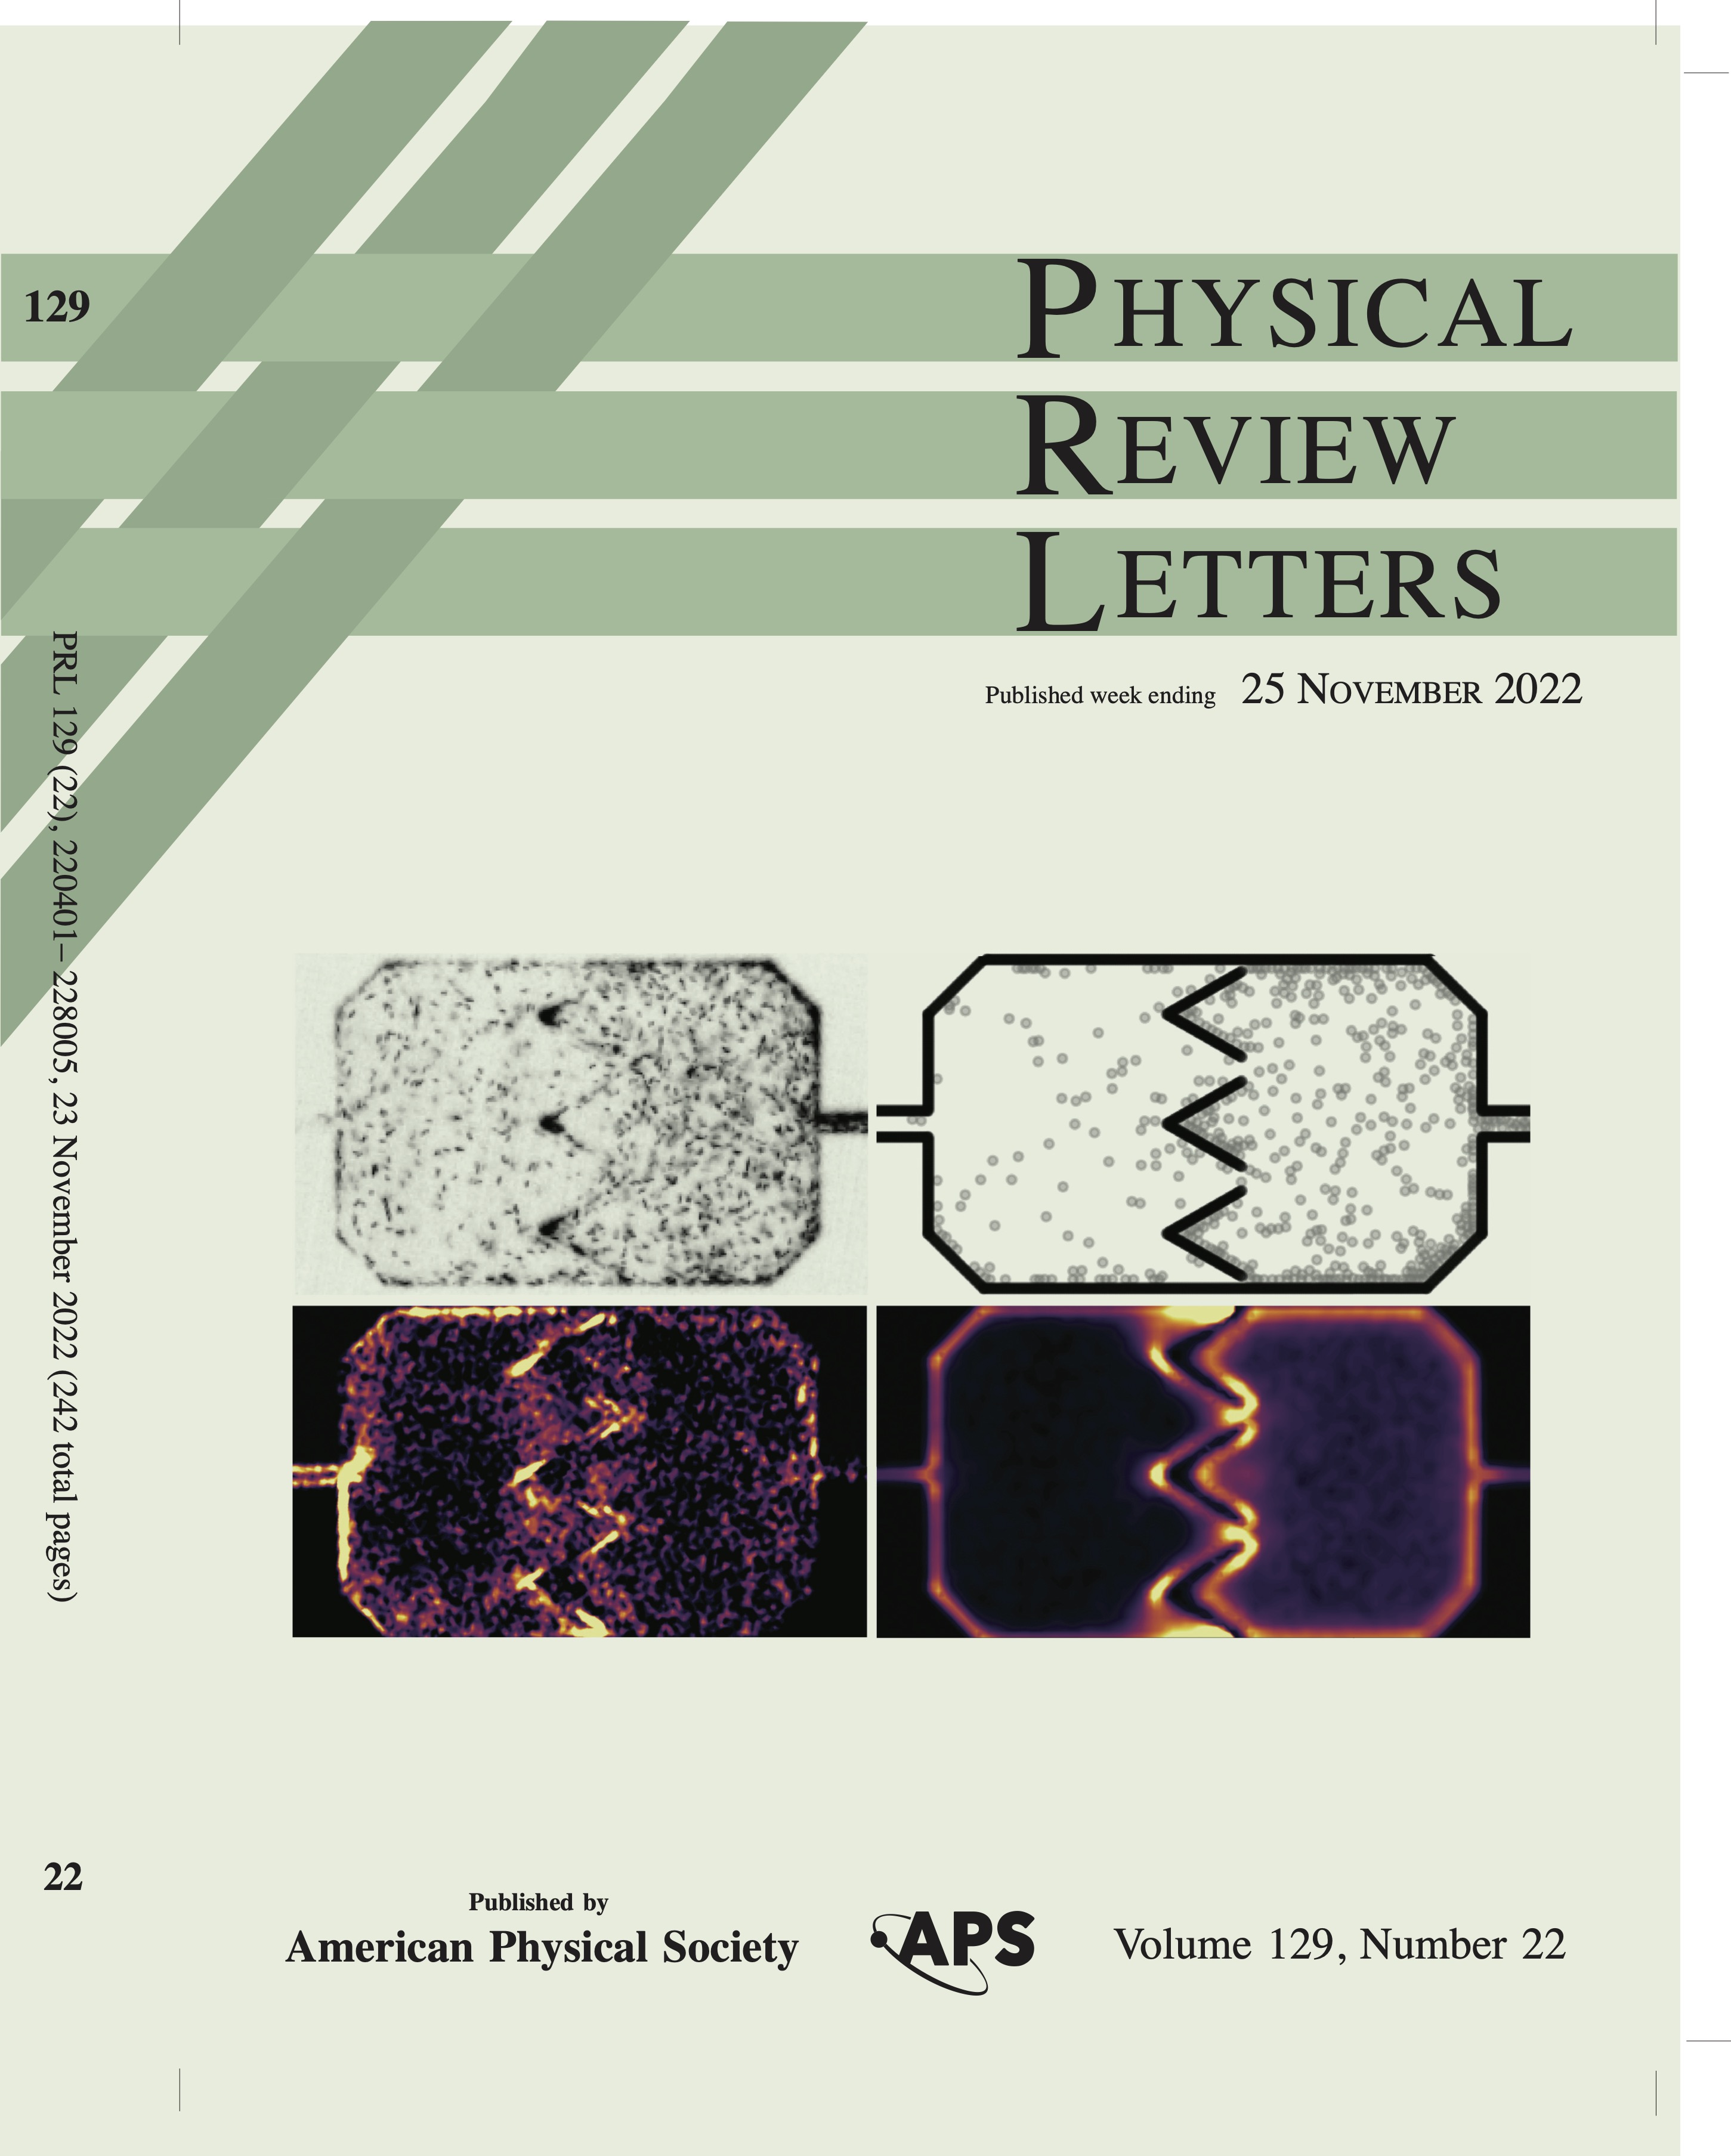 129
PHYSICAL
REVIEW
LETTERS
Published week ending 25 NOVEMBER 2022
PRL 129 (22), 220401–228005, 23 November 2022 (242 total pages)
22
Published by
American Physical Society
APS
Volume 129, Number 22